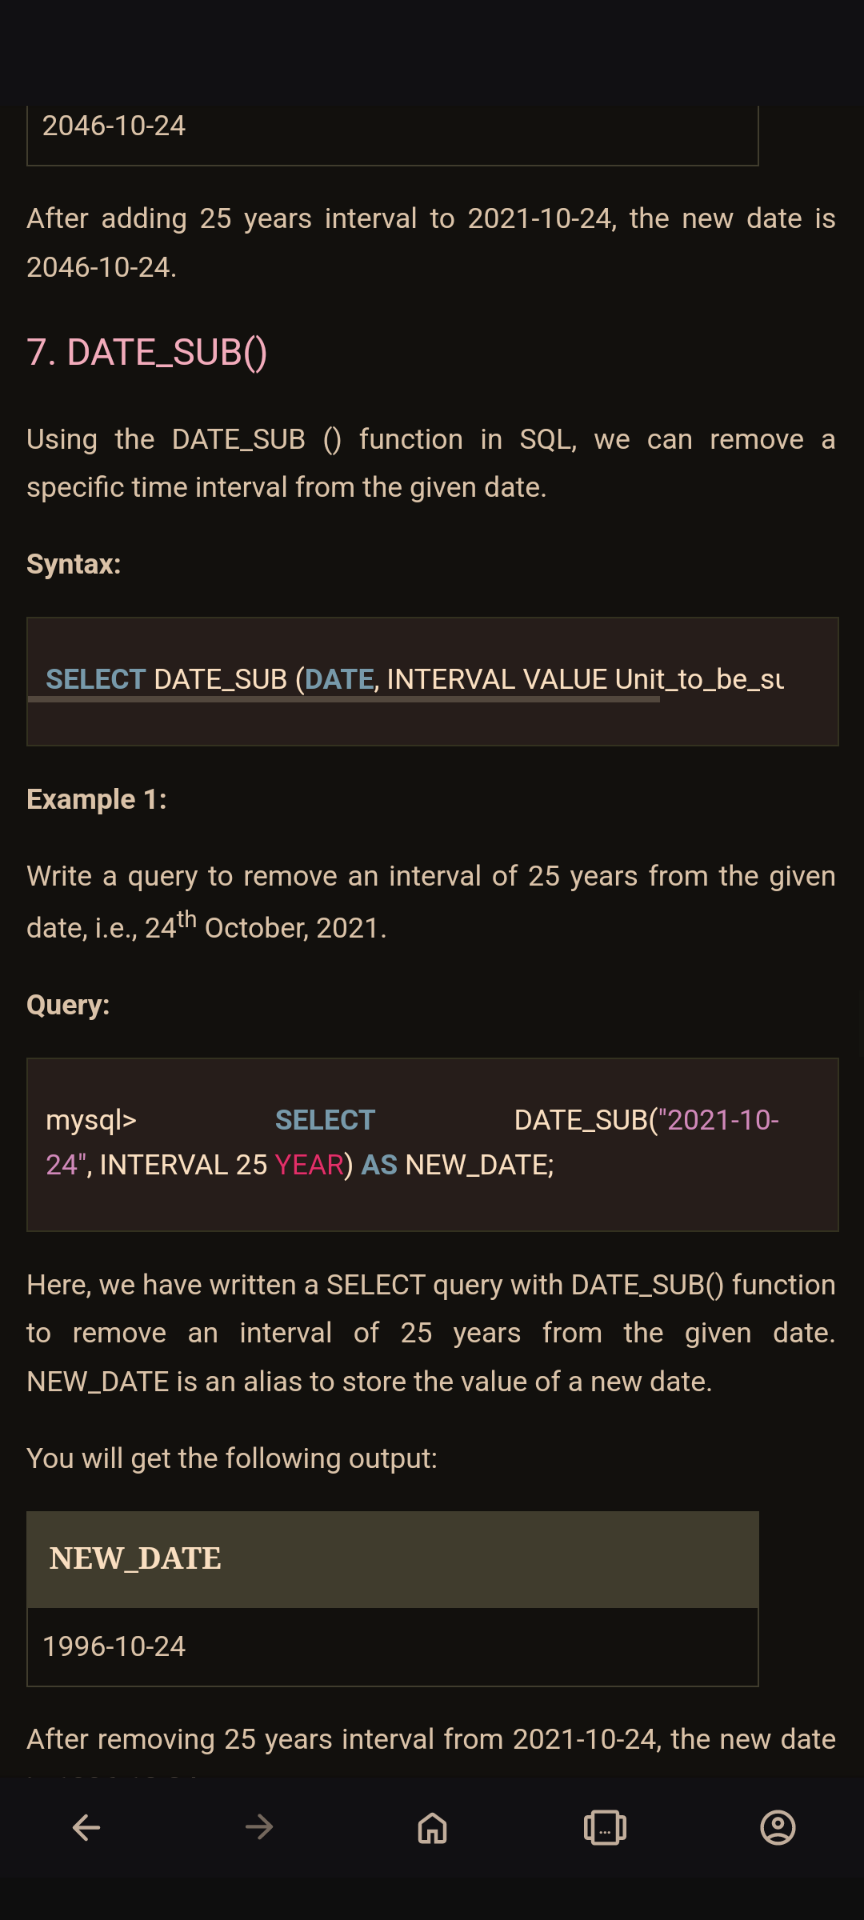 2046-10-24
After adding 25 years interval to 2021-10-24, the new date is
2046-10-24.
7. DATE_SUB()
Using the DATE_SUB () function in SQL, we can remove a
specific time interval from the given date.
Syntax:
SELECT DATE_SUB (DATE, INTERVAL VALUE Unit_to_be_su
Example 1:
Write a query to remove an interval of 25 years from the given
date, i.e., 24th October, 2021.
Query:
mysql> SELECT DATE_SUB("2021-10-
24", INTERVAL 25 YEAR) AS NEW_DATE;
Here, we have written a SELECT query with DATE_SUB() function
to remove an interval of 25 years from the given date.
NEW_DATE is an alias to store the value of a new date.
You will get the following output:
NEW_DATE
1996-10-24
After removing 25 years interval from 2021-10-24, the new date